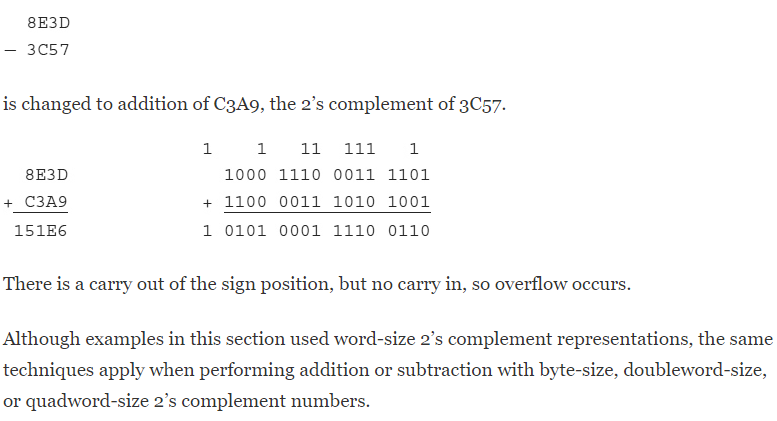 8E3D
– 3C57
is changed to addition of C3A9, the 2’s complement of 3C57.
1 1 11 111 1
8E3D 1000 1110 0011 1101
+ C3A9 + 1100 0011 1010 1001
151E6 1 0101 0001 1110 0110
There is a carry out of the sign position, but no carry in, so overflow occurs.
Although examples in this section used word-size 2’s complement representations, the same
techniques apply when performing addition or subtraction with byte-size, doubleword-size,
or quadword-size 2’s complement numbers.